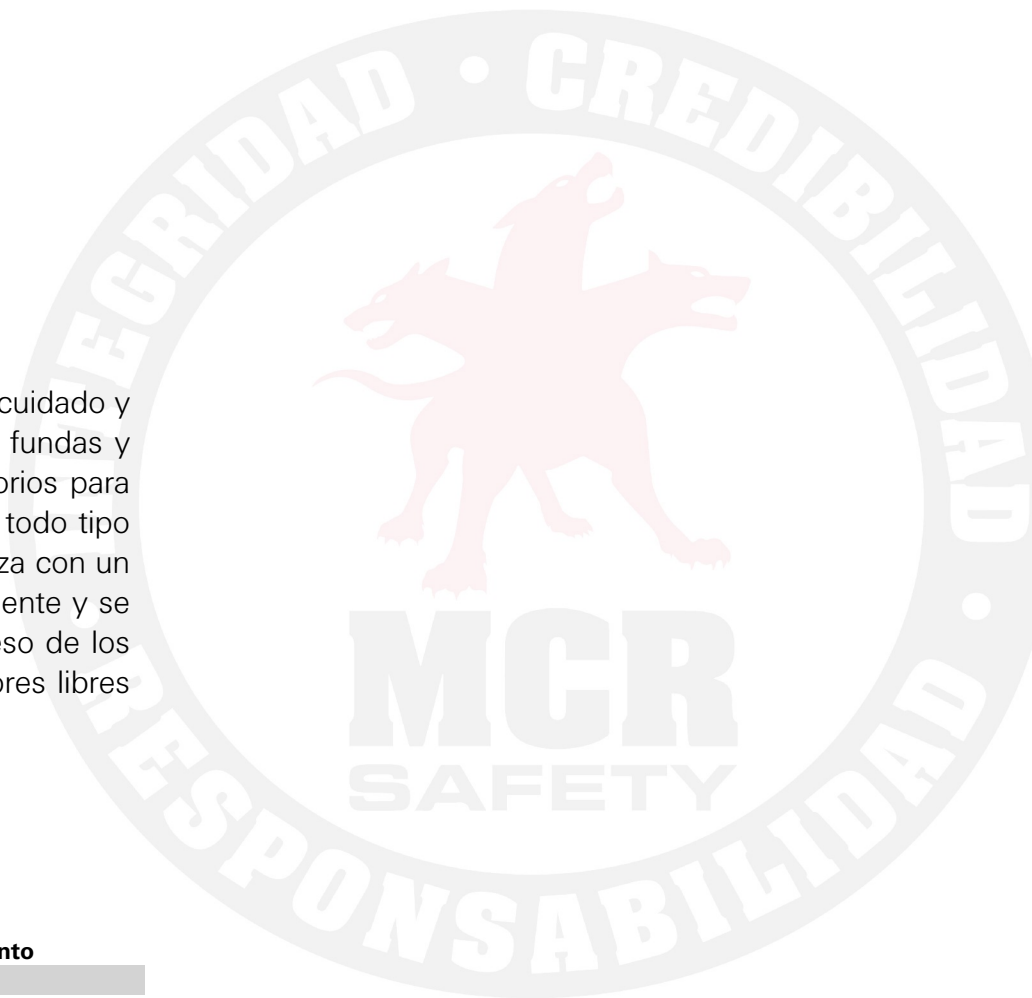 INTEGRIDAD • CREDIBILIDAD • RESPONSABILIDAD •
cuidado y
fundas y
orios para
todo tipo
za con un
ente y se
eso de los
ores libres
MCR
SAFETY
nto